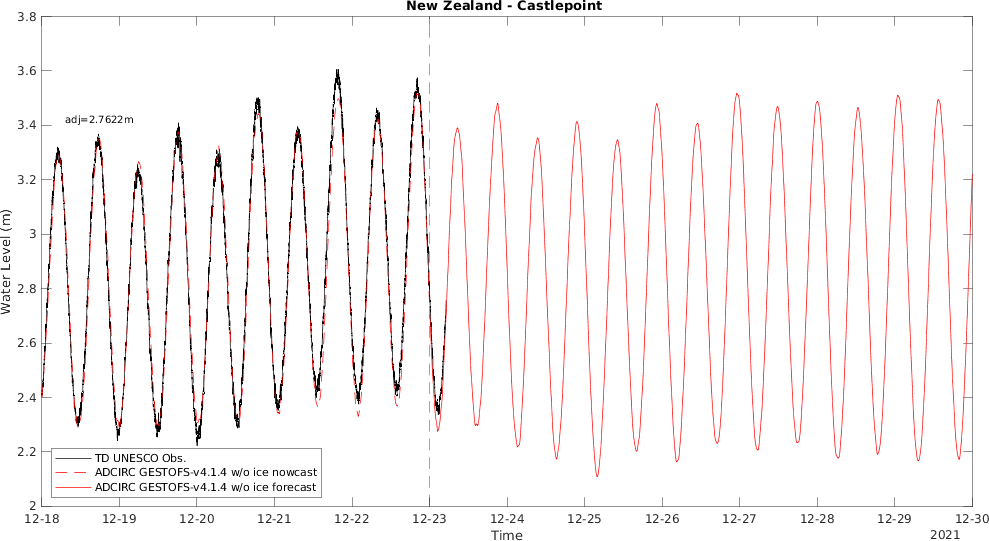 New Zealand - Castlepoint
3.8
3.6
3.4
3.2
3
2.8
2.6
2.4
2.2
2
Water Level (m)
adj=2.7622m
TD UNESCO Obs.
ADCIRC GESTOFS-v4.1.4 w/o ice nowcast
ADCIRC GESTOFS-v4.1.4 w/o ice forecast
12-18 12-19 12-20 12-21 12-22 12-23 12-24 12-25 12-26 12-27 12-28 12-29 12-30
Time
2021